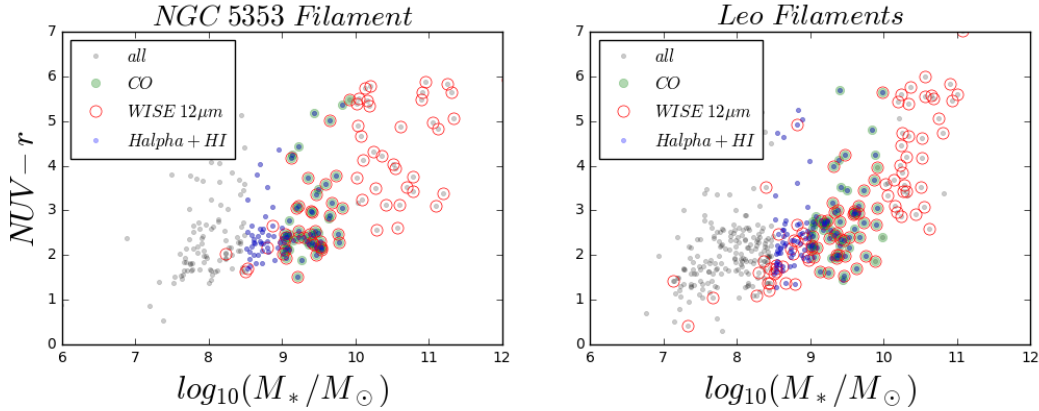 NGC 5353 Filament
7
6
5
4
3
2
1
0
NUV − r
all
CO
WISE 12μm
Halpha + HI
6 7 8 9 10 11 12
log₁₀(M*/M⊙)
Leo Filaments
7
6
5
4
3
2
1
0
all
CO
WISE 12μm
Halpha + HI
6 7 8 9 10 11 12
log₁₀(M*/M⊙)